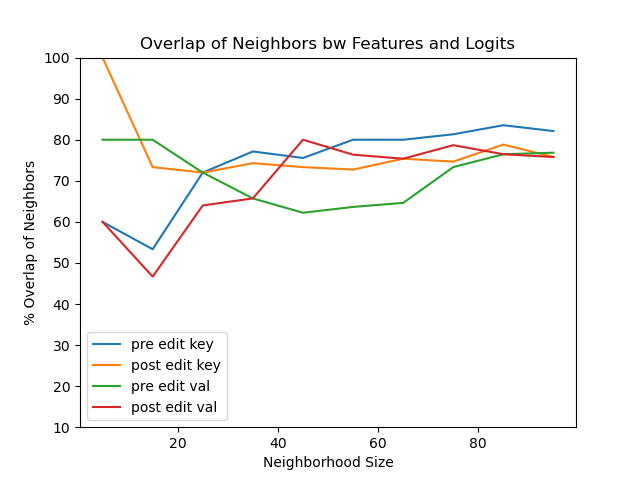 Overlap of Neighbors bw Features and Logits
100
90
80
70
60
50
40
30
20
10
% Overlap of Neighbors
pre edit key
post edit key
pre edit val
post edit val
20 40 60 80
Neighborhood Size